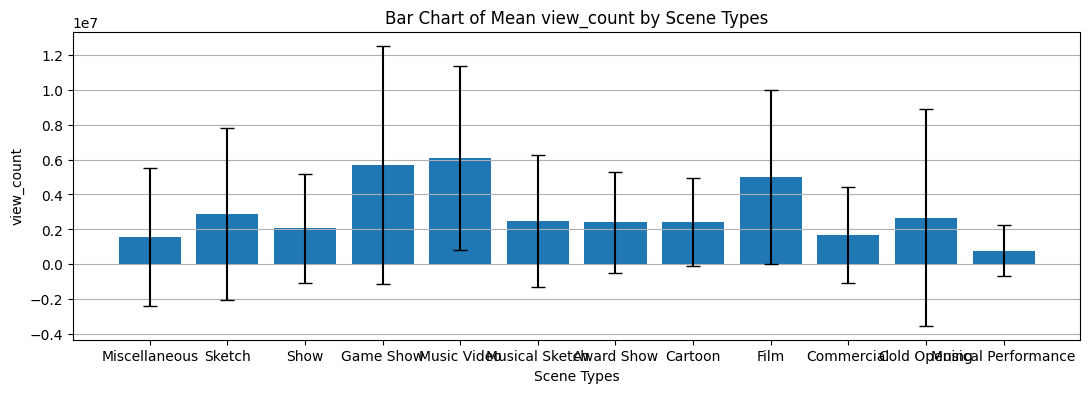 Bar Chart of Mean view_count by Scene Types
1e7
1.2
1.0
0.8
0.6
0.4
0.2
0.0
−0.2
−0.4
view_count
Miscellaneous Sketch Show Game Show Music Video Musical Sketch Award Show Cartoon Film Commercial Cold Opening Musical Performance
Scene Types